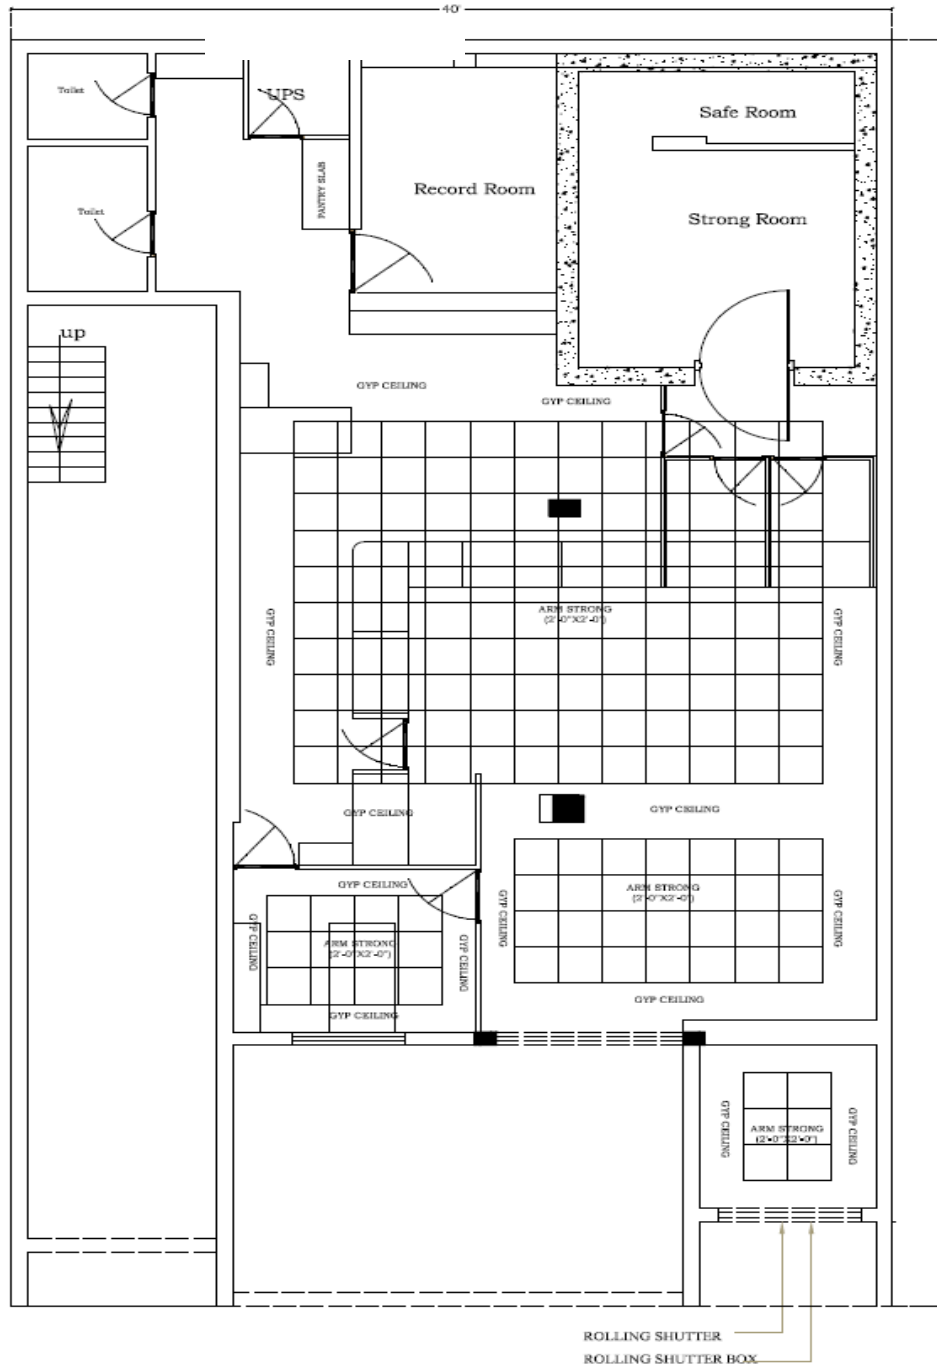 40'
Toilet
UPS
Safe Room
PANTRY SLAB
Record Room
Toilet
Strong Room
up
GYP CEILING
GYP CEILING
GYP CEILING
ARM STRONG
(2'-0"X2'-0")
GYP CEILING
GYP CEILING
GYP CEILING
GYP CEILING
ARM STRONG
(2'-0"X2'-0")
GYP CEILING
GYP CEILING
GYP CEILING
ARM STRONG
(2'-0"X2'-0")
GYP CEILING
GYP CEILING
GYP CEILING
GYP CEILING
ARM STRONG
(2'-0"X2'-0")
GYP CEILING
ROLLING SHUTTER
ROLLING SHUTTER BOX